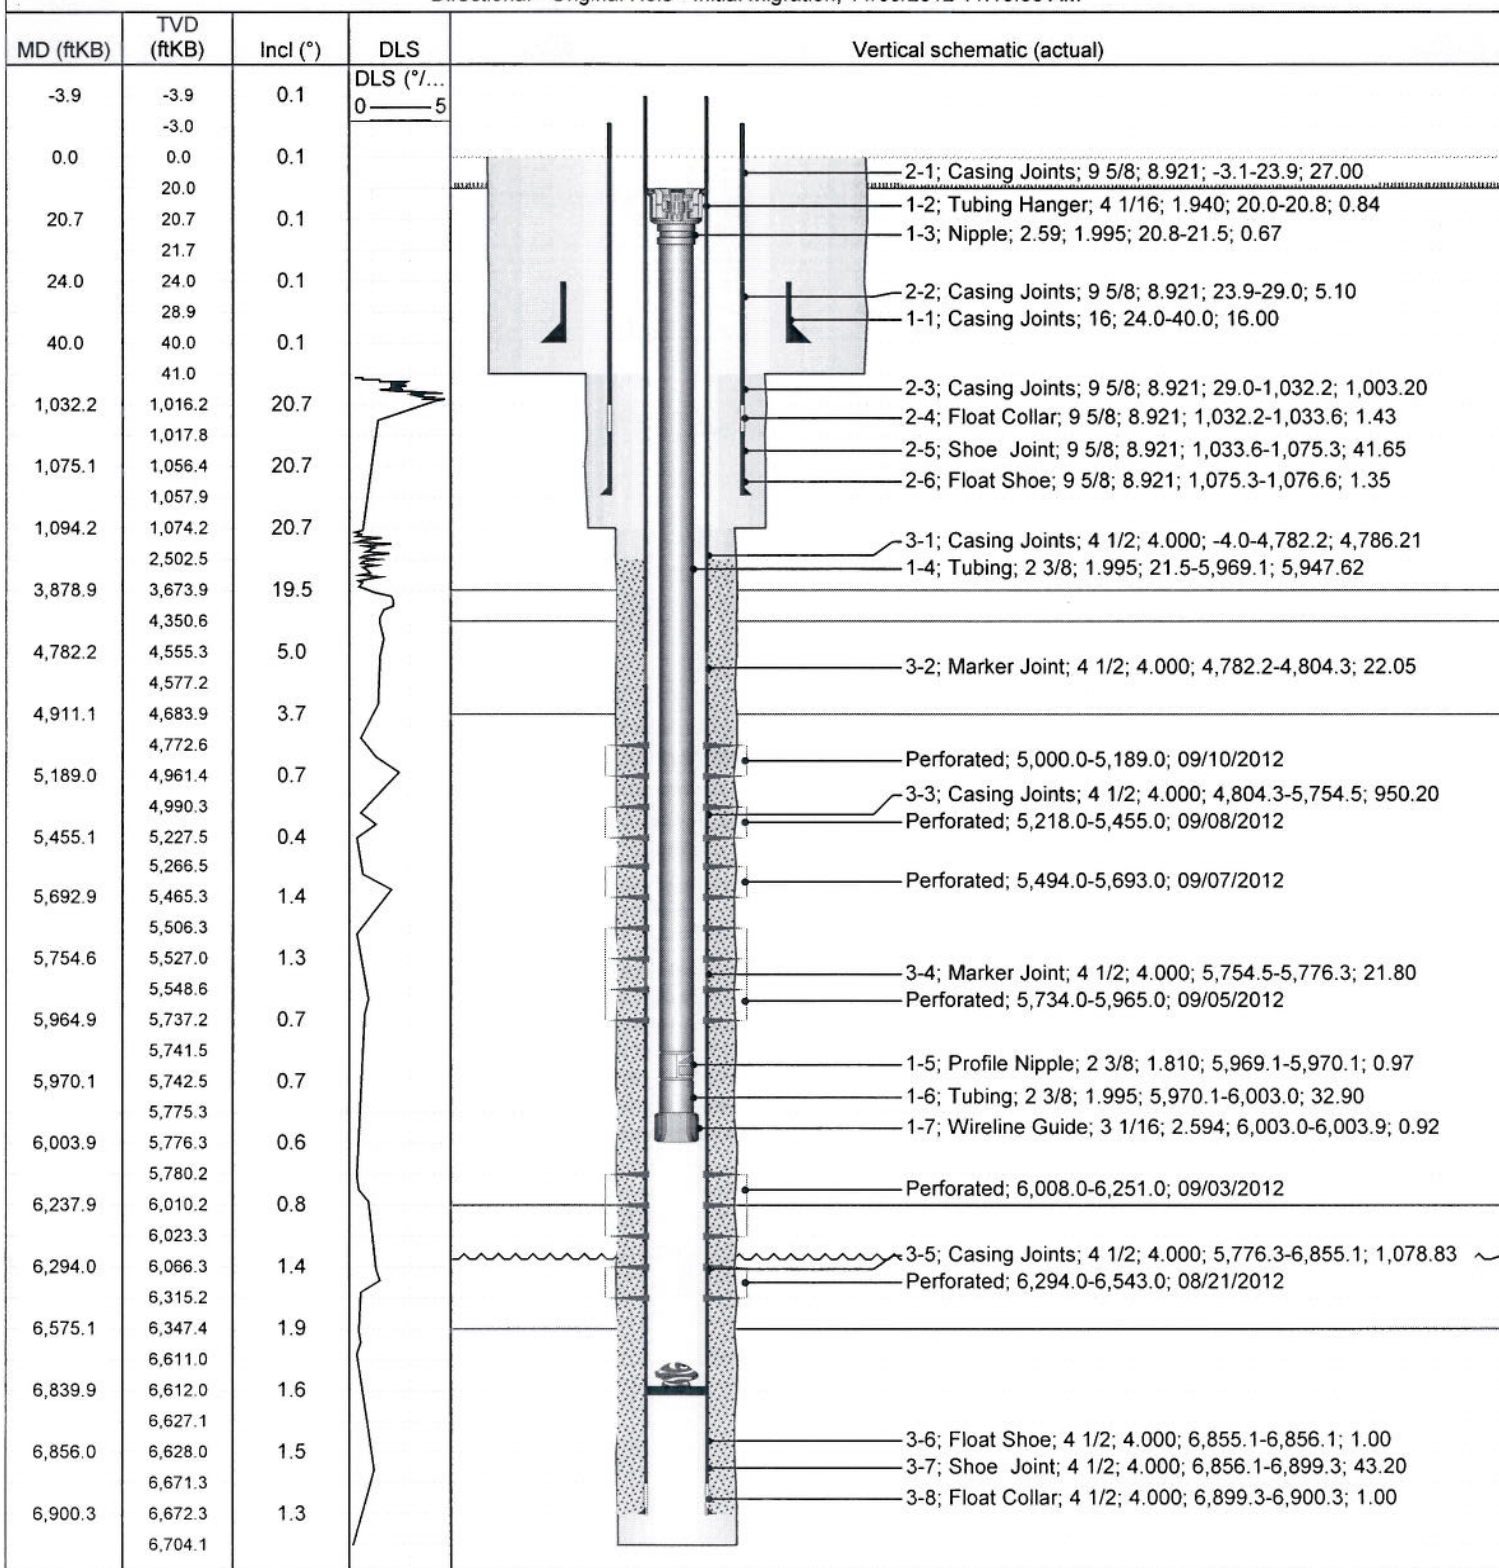 MD (ftKB) TVD (ftKB) Incl (°) DLS Vertical schematic (actual)
DLS (°/...
0 5
-3.9 -3.9 0.1
-3.0
0.0 0.0 0.1
20.0
20.7 20.7 0.1
21.7
24.0 24.0 0.1
28.9
40.0 40.0 0.1
41.0
1,032.2 1,016.2 20.7
1,017.8
1,075.1 1,056.4 20.7
1,057.9
1,094.2 1,074.2 20.7
2,502.5
3,878.9 3,673.9 19.5
4,350.6
4,782.2 4,555.3 5.0
4,577.2
4,911.1 4,683.9 3.7
4,772.6
5,189.0 4,961.4 0.7
4,990.3
5,455.1 5,227.5 0.4
5,266.5
5,692.9 5,465.3 1.4
5,506.3
5,754.6 5,527.0 1.3
5,548.6
5,964.9 5,737.2 0.7
5,741.5
5,970.1 5,742.5 0.7
5,775.3
6,003.9 5,776.3 0.6
5,780.2
6,237.9 6,010.2 0.8
6,023.3
6,294.0 6,066.3 1.4
6,315.2
6,575.1 6,347.4 1.9
6,611.0
6,839.9 6,612.0 1.6
6,627.1
6,856.0 6,628.0 1.5
6,671.3
6,900.3 6,672.3 1.3
6,704.1
2-1; Casing Joints; 9 5/8; 8.921; -3.1-23.9; 27.00
1-2; Tubing Hanger; 4 1/16; 1.940; 20.0-20.8; 0.84
1-3; Nipple; 2.59; 1.995; 20.8-21.5; 0.67
2-2; Casing Joints; 9 5/8; 8.921; 23.9-29.0; 5.10
1-1; Casing Joints; 16; 24.0-40.0; 16.00
2-3; Casing Joints; 9 5/8; 8.921; 29.0-1,032.2; 1,003.20
2-4; Float Collar; 9 5/8; 8.921; 1,032.2-1,033.6; 1.43
2-5; Shoe Joint; 9 5/8; 8.921; 1,033.6-1,075.3; 41.65
2-6; Float Shoe; 9 5/8; 8.921; 1,075.3-1,076.6; 1.35
3-1; Casing Joints; 4 1/2; 4.000; -4.0-4,782.2; 4,786.21
1-4; Tubing; 2 3/8; 1.995; 21.5-5,969.1; 5,947.62
3-2; Marker Joint; 4 1/2; 4.000; 4,782.2-4,804.3; 22.05
Perforated; 5,000.0-5,189.0; 09/10/2012
3-3; Casing Joints; 4 1/2; 4.000; 4,804.3-5,754.5; 950.20
Perforated; 5,218.0-5,455.0; 09/08/2012
Perforated; 5,494.0-5,693.0; 09/07/2012
3-4; Marker Joint; 4 1/2; 4.000; 5,754.5-5,776.3; 21.80
Perforated; 5,734.0-5,965.0; 09/05/2012
1-5; Profile Nipple; 2 3/8; 1.810; 5,969.1-5,970.1; 0.97
1-6; Tubing; 2 3/8; 1.995; 5,970.1-6,003.0; 32.90
1-7; Wireline Guide; 3 1/16; 2.594; 6,003.0-6,003.9; 0.92
Perforated; 6,008.0-6,251.0; 09/03/2012
3-5; Casing Joints; 4 1/2; 4.000; 5,776.3-6,855.1; 1,078.83
Perforated; 6,294.0-6,543.0; 08/21/2012
3-6; Float Shoe; 4 1/2; 4.000; 6,855.1-6,856.1; 1.00
3-7; Shoe Joint; 4 1/2; 4.000; 6,856.1-6,899.3; 43.20
3-8; Float Collar; 4 1/2; 4.000; 6,899.3-6,900.3; 1.00